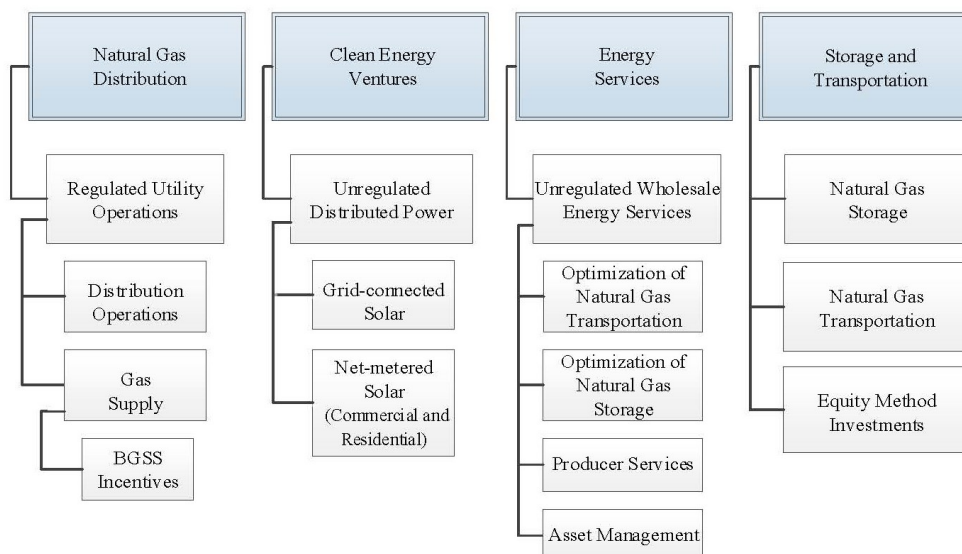 Natural Gas
Distribution
Regulated Utility
Operations
Distribution
Operations
Gas
Supply
BGSS
Incentives
Clean Energy
Ventures
Unregulated
Distributed Power
Grid-connected
Solar
Net-metered
Solar
(Commercial and
Residential)
Energy
Services
Unregulated Wholesale
Energy Services
Optimization of
Natural Gas
Transportation
Optimization of
Natural Gas
Storage
Producer Services
Asset Management
Storage and
Transportation
Natural Gas
Storage
Natural Gas
Transportation
Equity Method
Investments